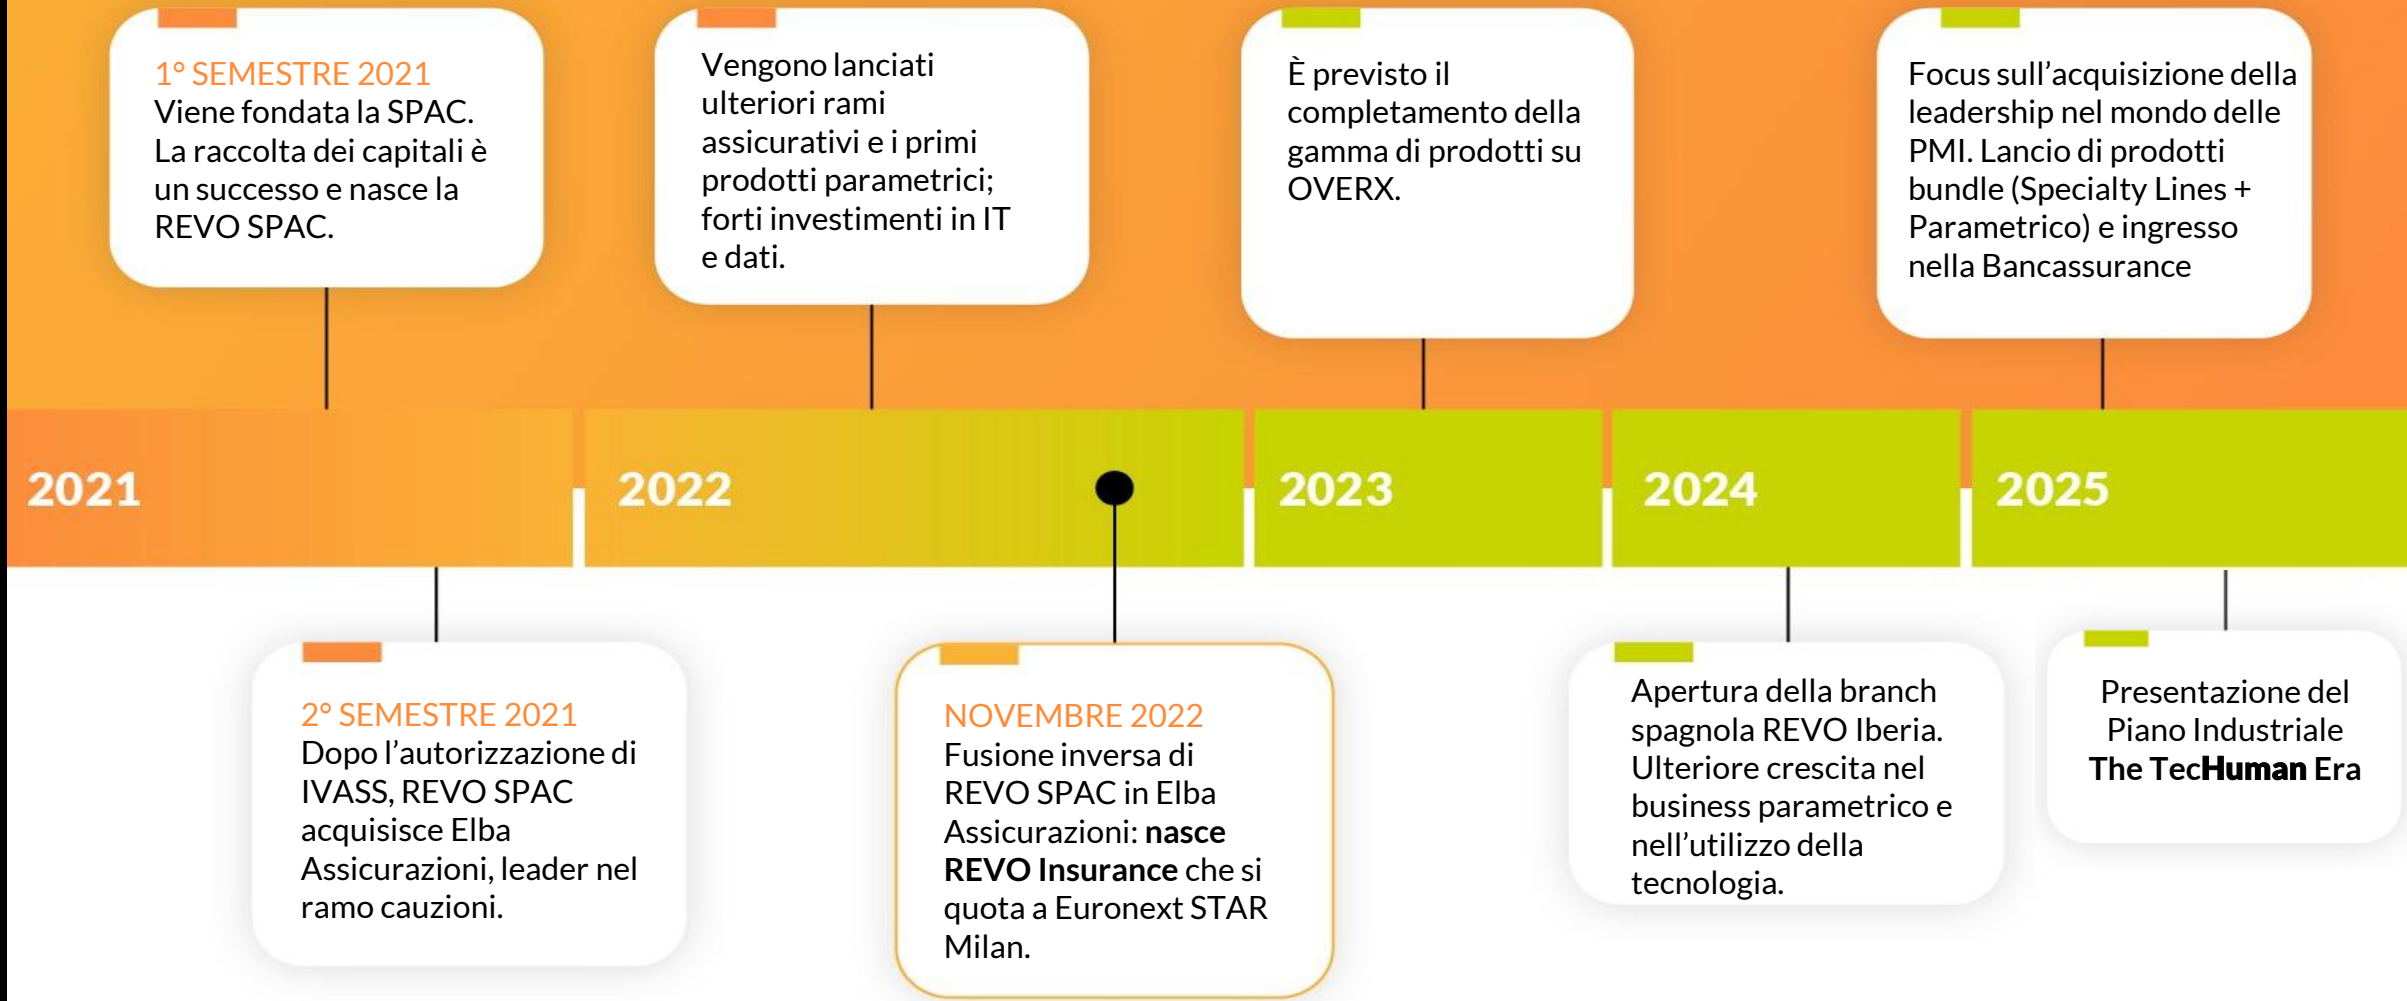 1° SEMESTRE 2021
Viene fondata la SPAC.
La raccolta dei capitali è
un successo e nasce la
REVO SPAC.
Vengono lanciati
ulteriori rami
assicurativi e i primi
prodotti parametrici;
forti investimenti in IT
e dati.
È previsto il
completamento della
gamma di prodotti su
OVERX.
Focus sull’acquisizione della
leadership nel mondo delle
PMI. Lancio di prodotti
bundle (Specialty Lines +
Parametrico) e ingresso
nella Bancassurance
2021
2022
2023
2024
2025
2° SEMESTRE 2021
Dopo l’autorizzazione di
IVASS, REVO SPAC
acquisisce Elba
Assicurazioni, leader nel
ramo cauzioni.
NOVEMBRE 2022
Fusione inversa di
REVO SPAC in Elba
Assicurazioni: nasce
REVO Insurance che si
quota a Euronext STAR
Milan.
Apertura della branch
spagnola REVO Iberia.
Ulteriore crescita nel
business parametrico e
nell’utilizzo della
tecnologia.
Presentazione del
Piano Industriale
The TecHuman Era